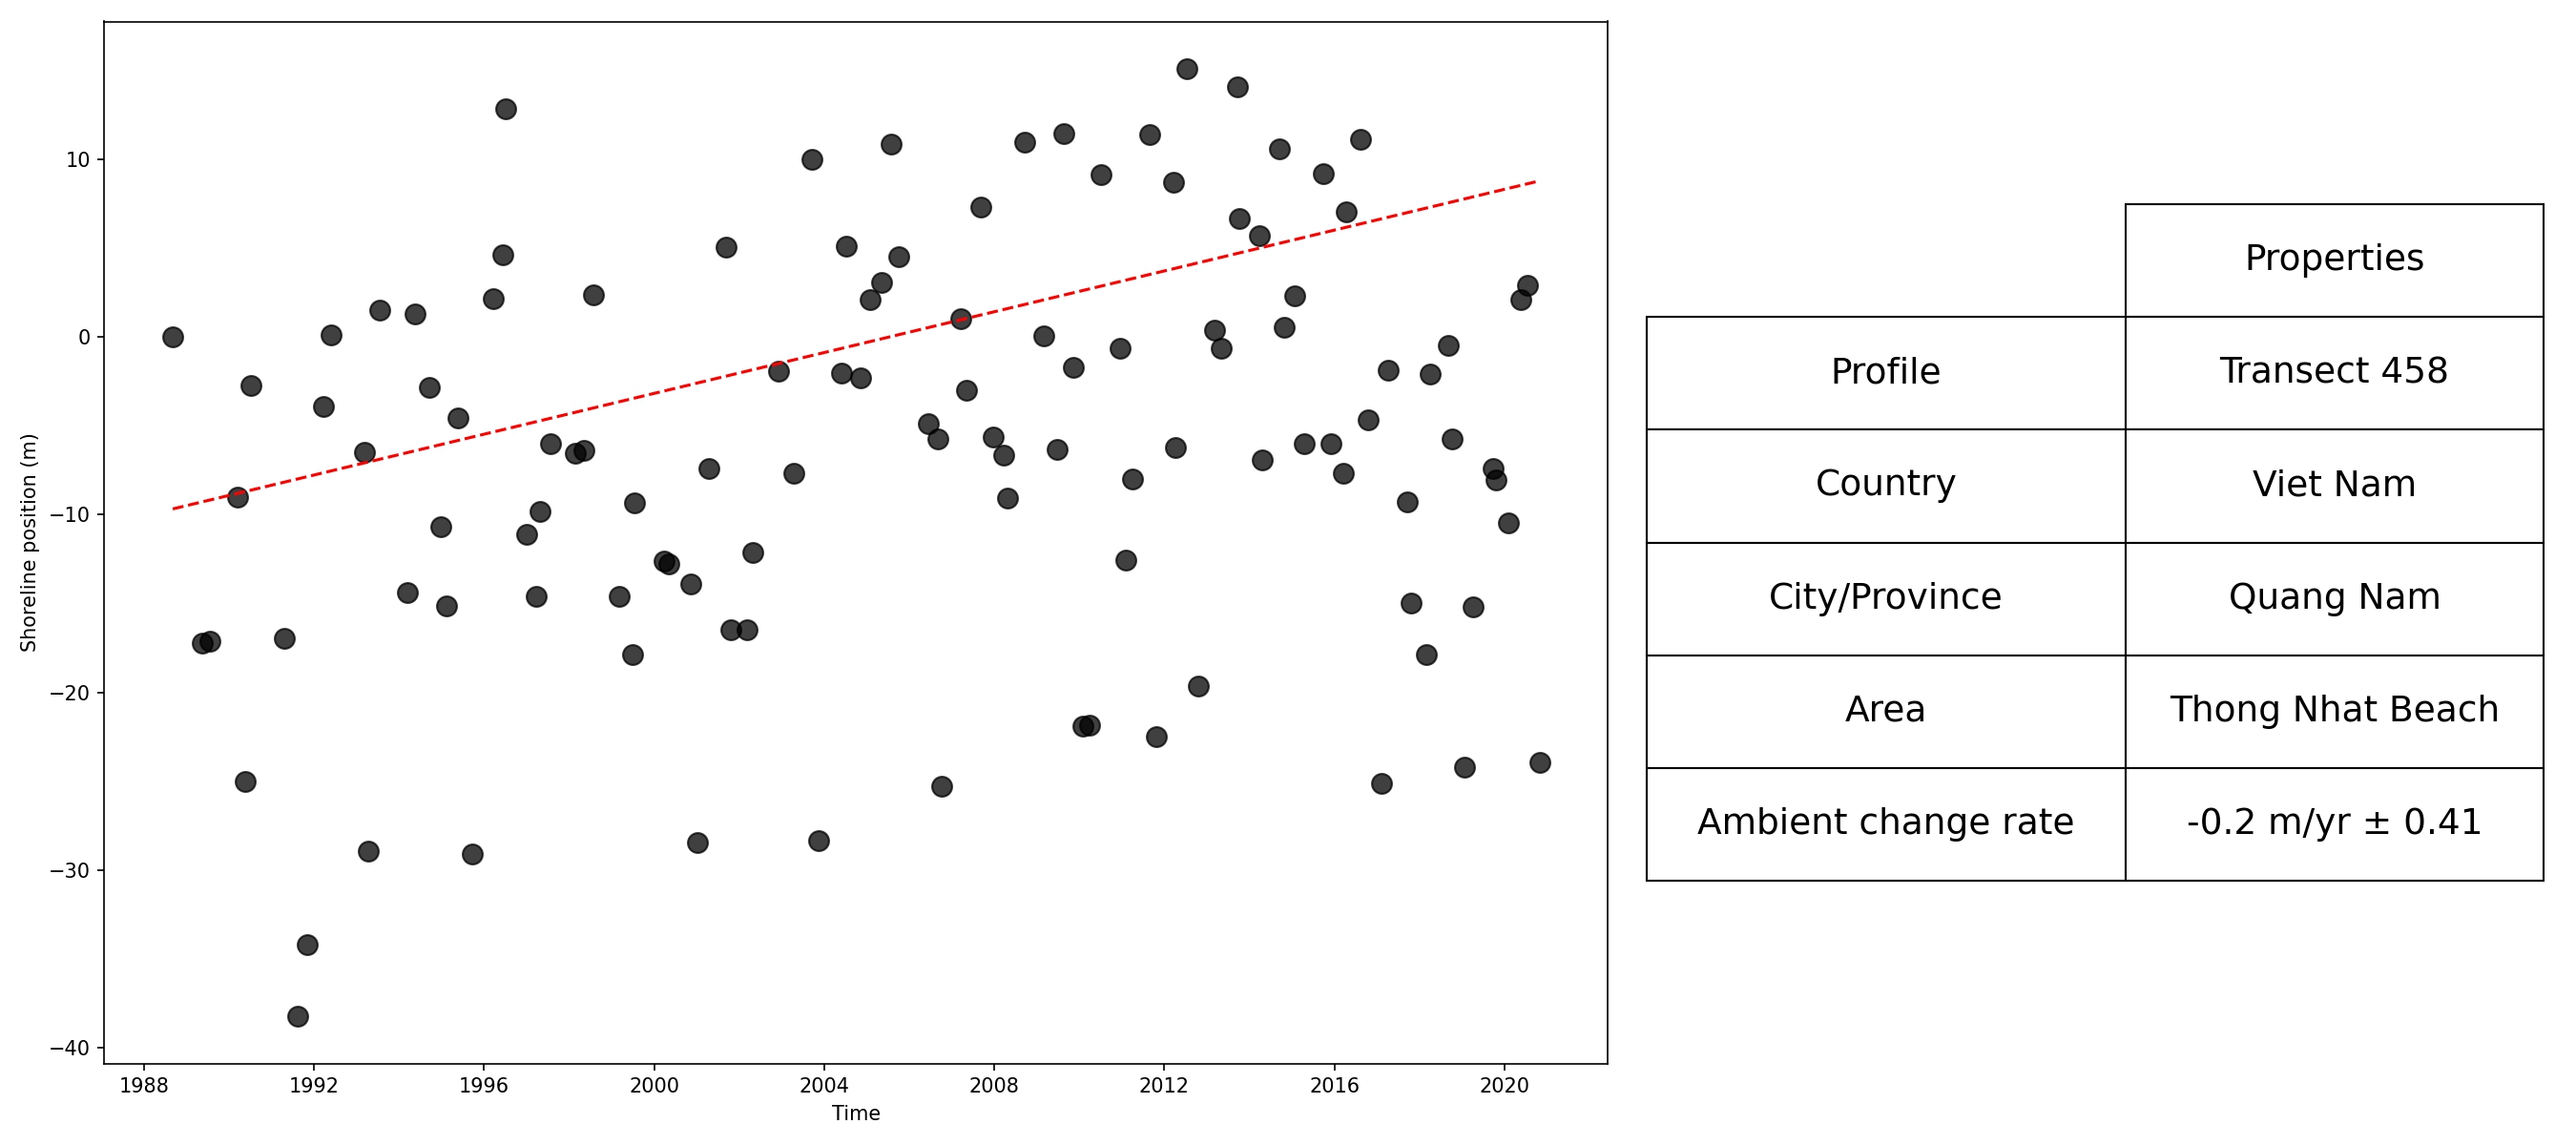 10
0
−10
−20
−30
−40
Shoreline position (m)
1988 1992 1996 2000 2004 2008 2012 2016 2020
Time
Properties
Profile Transect 458
Country Viet Nam
City/Province Quang Nam
Area Thong Nhat Beach
Ambient change rate -0.2 m/yr ± 0.41